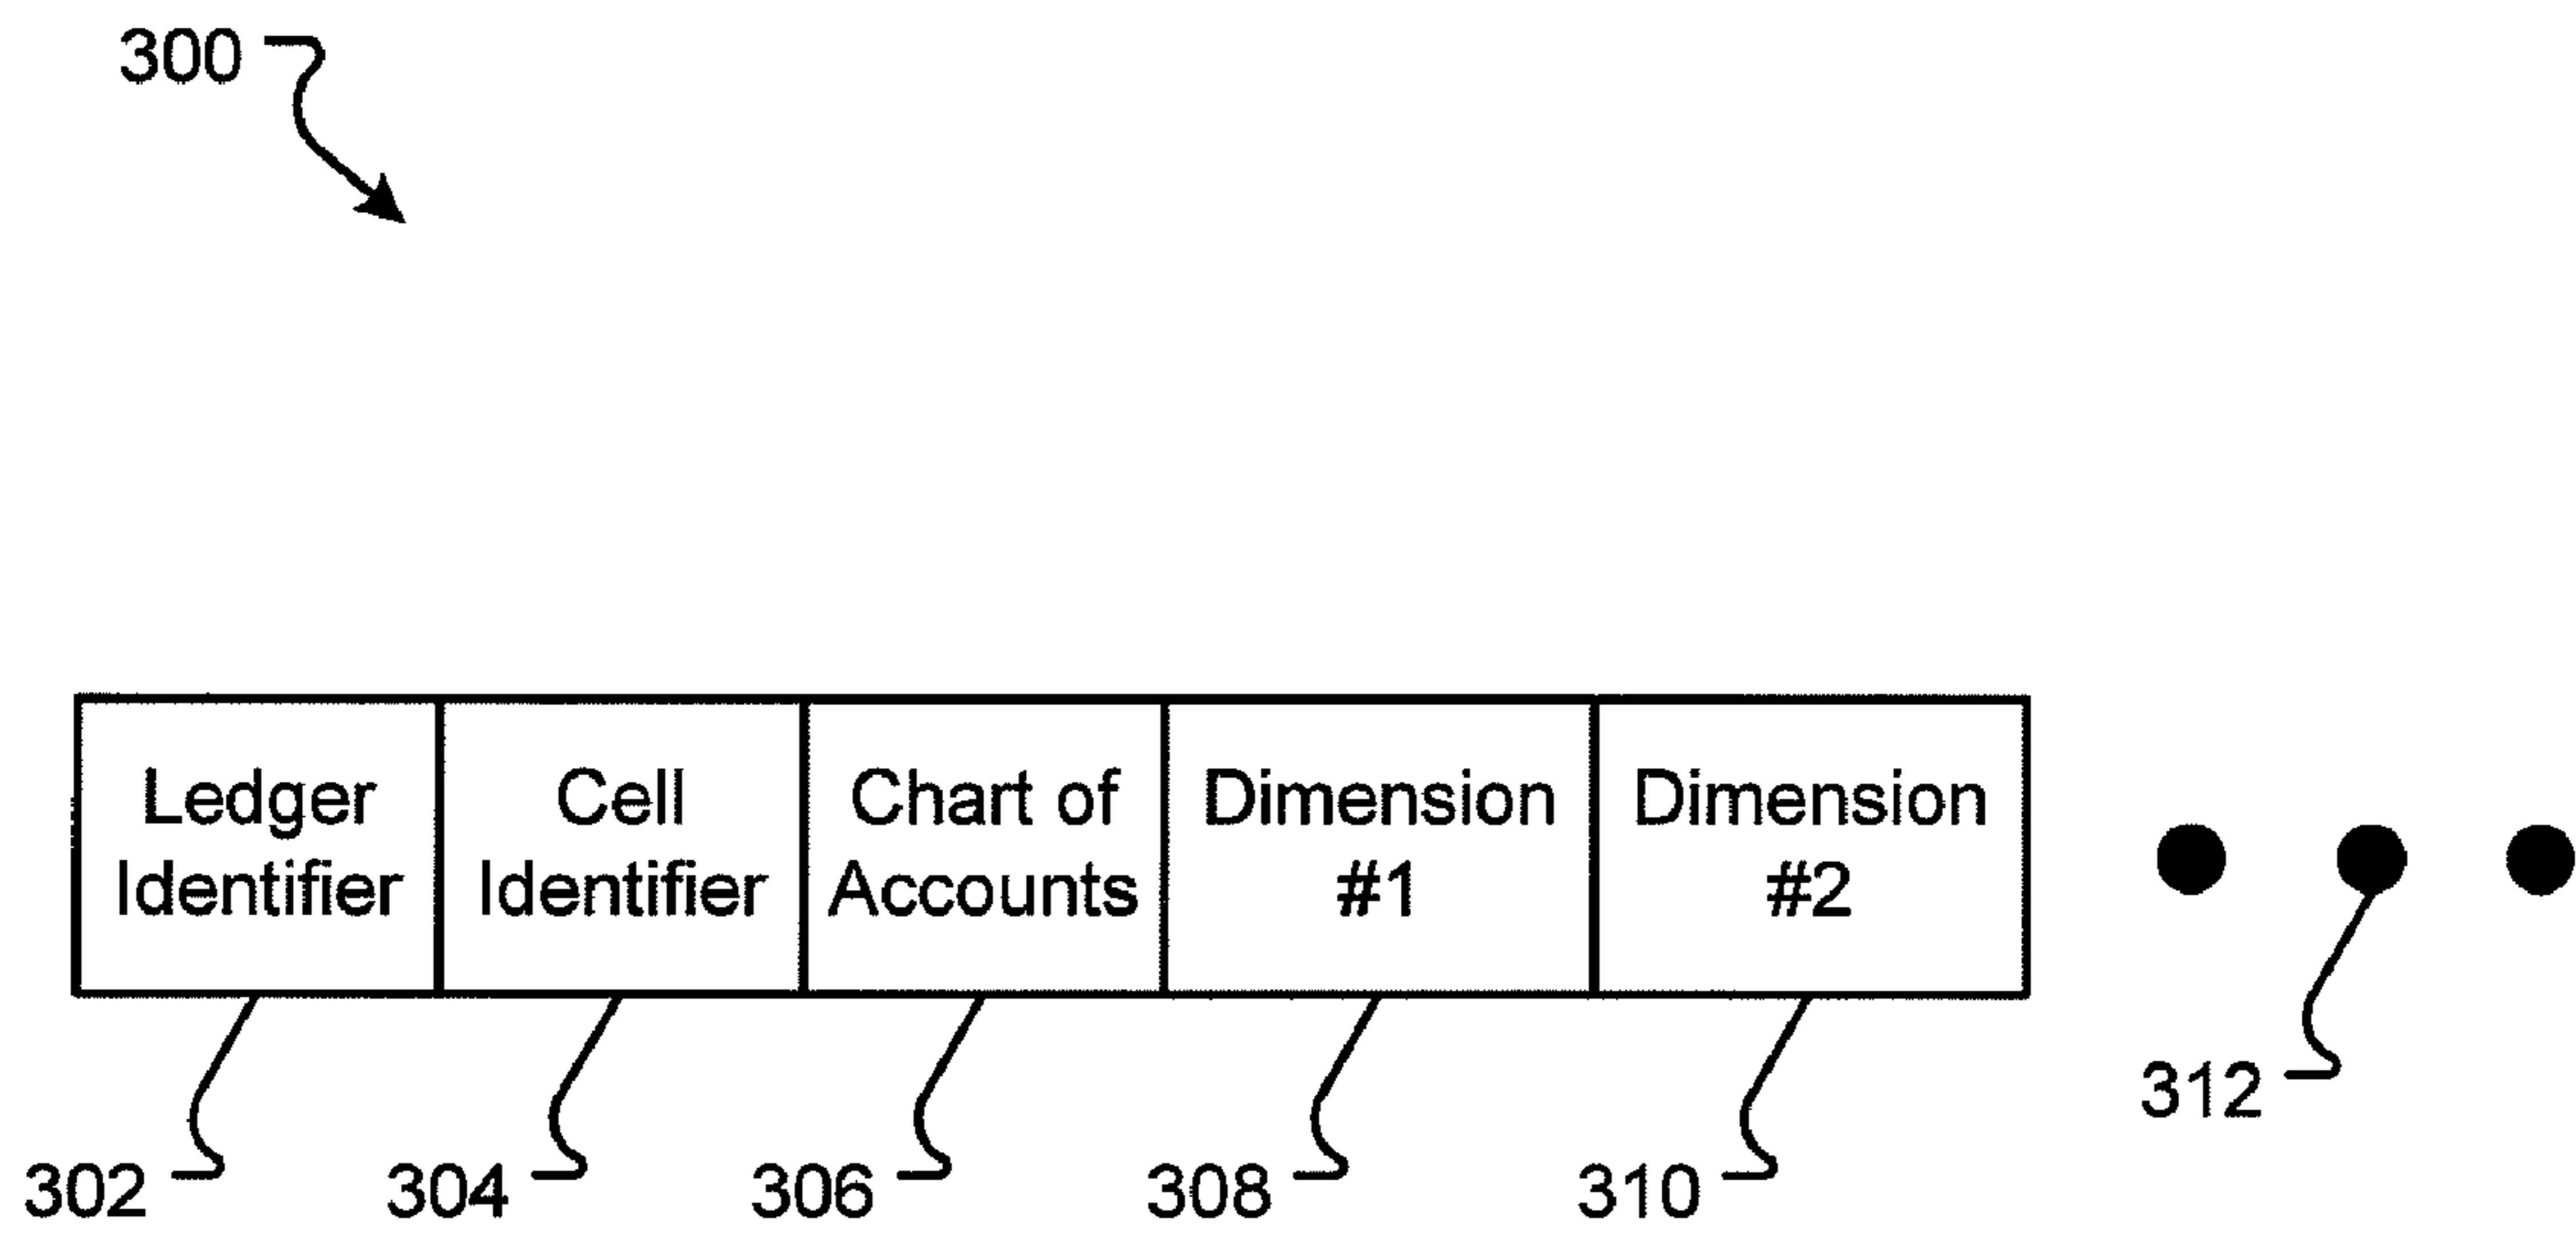 300
Ledger
Identifier
Cell
Identifier
Chart of
Accounts
Dimension
#1
Dimension
#2
302
304
306
308
310
312